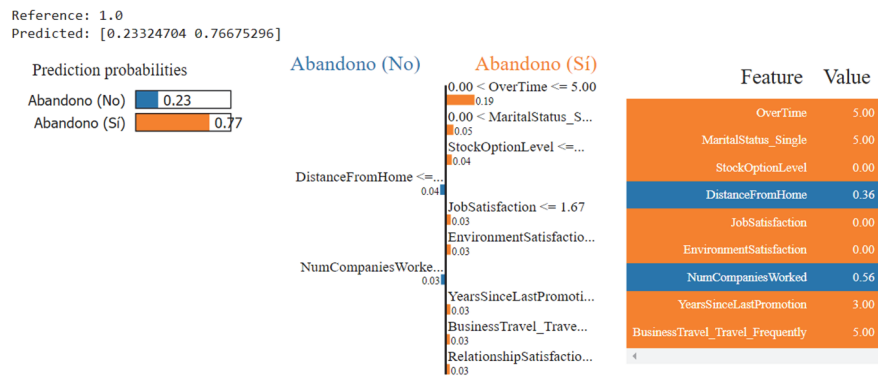 Reference: 1.0
Predicted: [0.23324704 0.76675296]
Prediction probabilities
Abandono (No) 0.23
Abandono (Sí) 0.77
Abandono (No) Abandono (Sí)
0.00 < OverTime <= 5.00
0.19
0.00 < MaritalStatus_S...
0.05
StockOptionLevel <=...
0.04
DistanceFromHome <=...
0.04
JobSatisfaction <= 1.67
0.03
EnvironmentSatisfactio...
0.03
NumCompaniesWorke...
0.03
YearsSinceLastPromoti...
0.03
BusinessTravel_Trave...
0.03
RelationshipSatisfactio...
0.03
Feature Value
OverTime 5.00
MaritalStatus_Single 5.00
StockOptionLevel 0.00
DistanceFromHome 0.36
JobSatisfaction 0.00
EnvironmentSatisfaction 0.00
NumCompaniesWorked 0.56
YearsSinceLastPromotion 3.00
BusinessTravel_Travel_Frequently 5.00